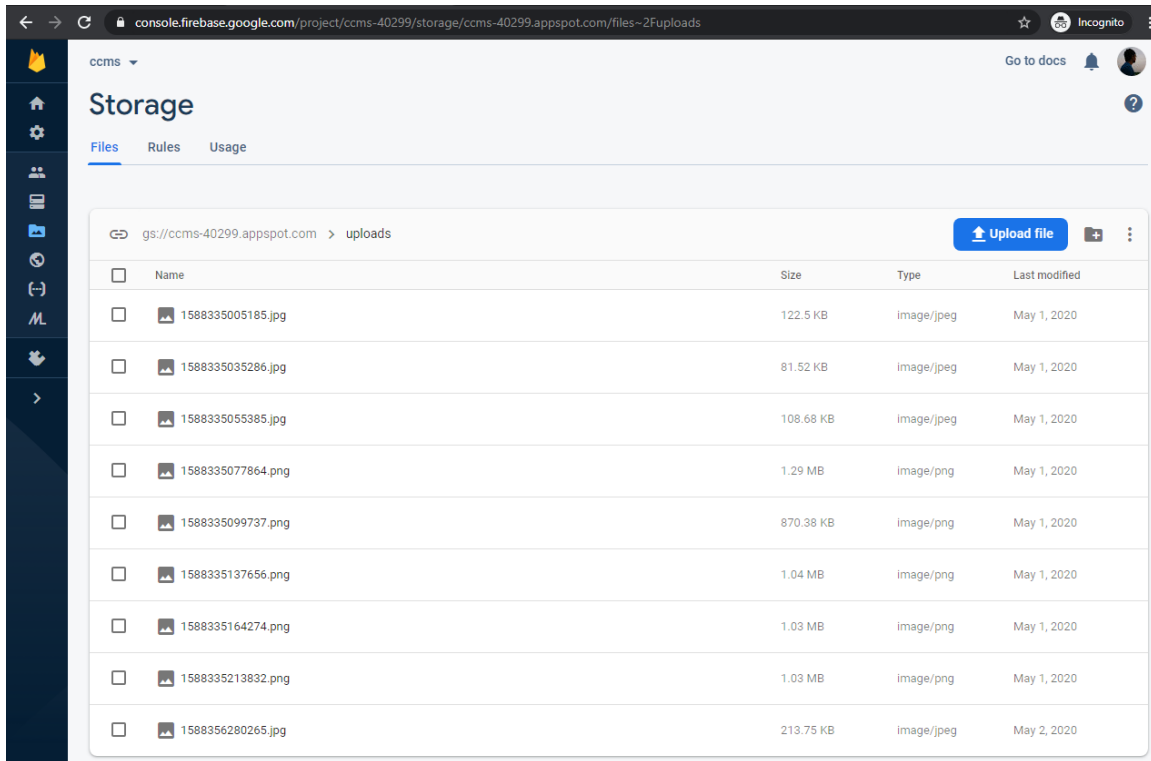 console.firebase.google.com/project/ccms-40299/storage/ccms-40299.appspot.com/files~2Fuploads Incognito
ccms Go to docs
Storage
Files Rules Usage
gs://ccms-40299.appspot.com > uploads Upload file
Name Size Type Last modified
1588335005185.jpg 122.5 KB image/jpeg May 1, 2020
1588335035286.jpg 81.52 KB image/jpeg May 1, 2020
1588335055385.jpg 108.68 KB image/jpeg May 1, 2020
1588335077864.png 1.29 MB image/png May 1, 2020
1588335099737.png 870.38 KB image/png May 1, 2020
1588335137656.png 1.04 MB image/png May 1, 2020
1588335164274.png 1.03 MB image/png May 1, 2020
1588335213832.png 1.03 MB image/png May 1, 2020
1588356280265.jpg 213.75 KB image/jpeg May 2, 2020